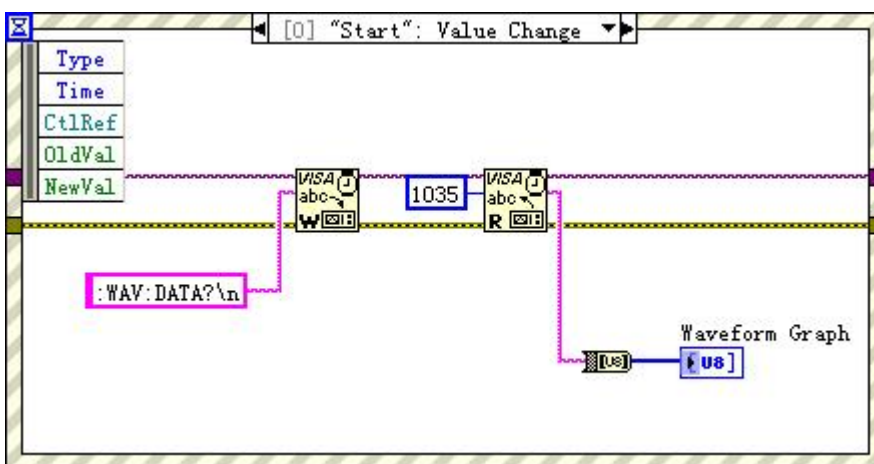 [0] "Start": Value Change
Type
Time
CtlRef
OldVal
NewVal
VISA
abc
W
1035
VISA
abc
R
:WAV:DATA?\n
Waveform Graph
[U8]
U8]